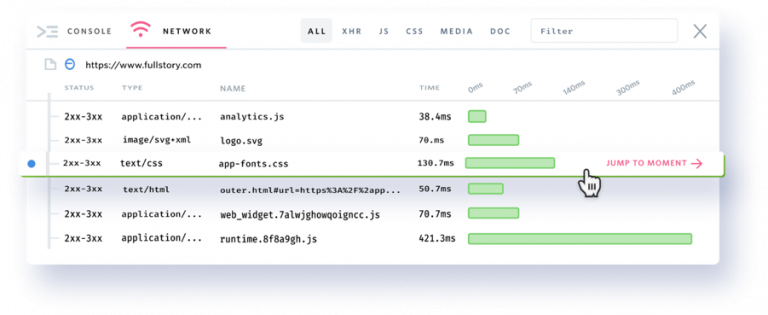 CONSOLE NETWORK ALL XHR JS CSS MEDIA DOC Filter
https://www.fullstory.com
STATUS TYPE NAME TIME 0ms 70ms 140ms 300ms 400ms
2xx-3xx application/... analytics.js 38.4ms
2xx-3xx image/svg+xml logo.svg 70.ms
2xx-3xx text/css app-fonts.css 130.7ms JUMP TO MOMENT
2xx-3xx text/html outer.html#url=https%3A%2F%2app... 50.7ms
2xx-3xx application/... web_widget.7alwjghowqoigncc.js 70.7ms
2xx-3xx application/... runtime.8f8a9gh.js 421.3ms